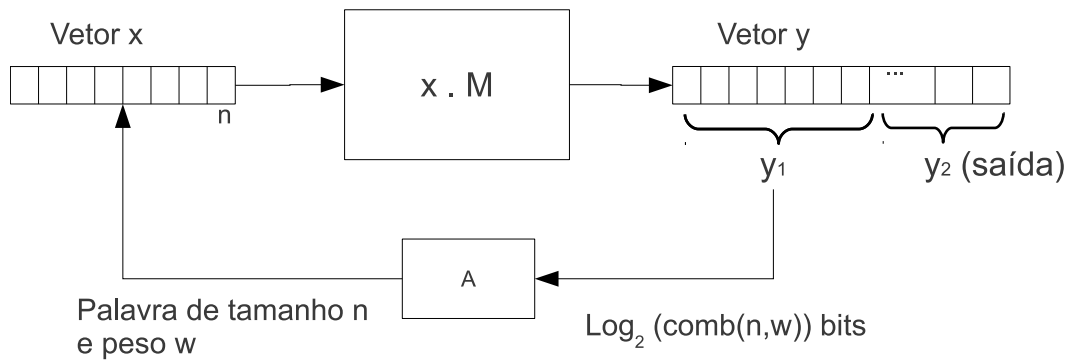 Vetor x
Vetor y
n
x . M
...
y1
y2 (saída)
A
Palavra de tamanho n
e peso w
Log2 (comb(n,w)) bits